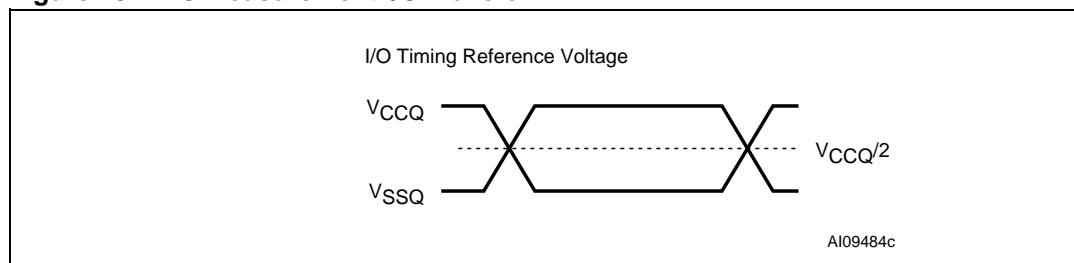 I/O Timing Reference Voltage
VCCQ
VCCQ/2
VSSQ
AI09484c